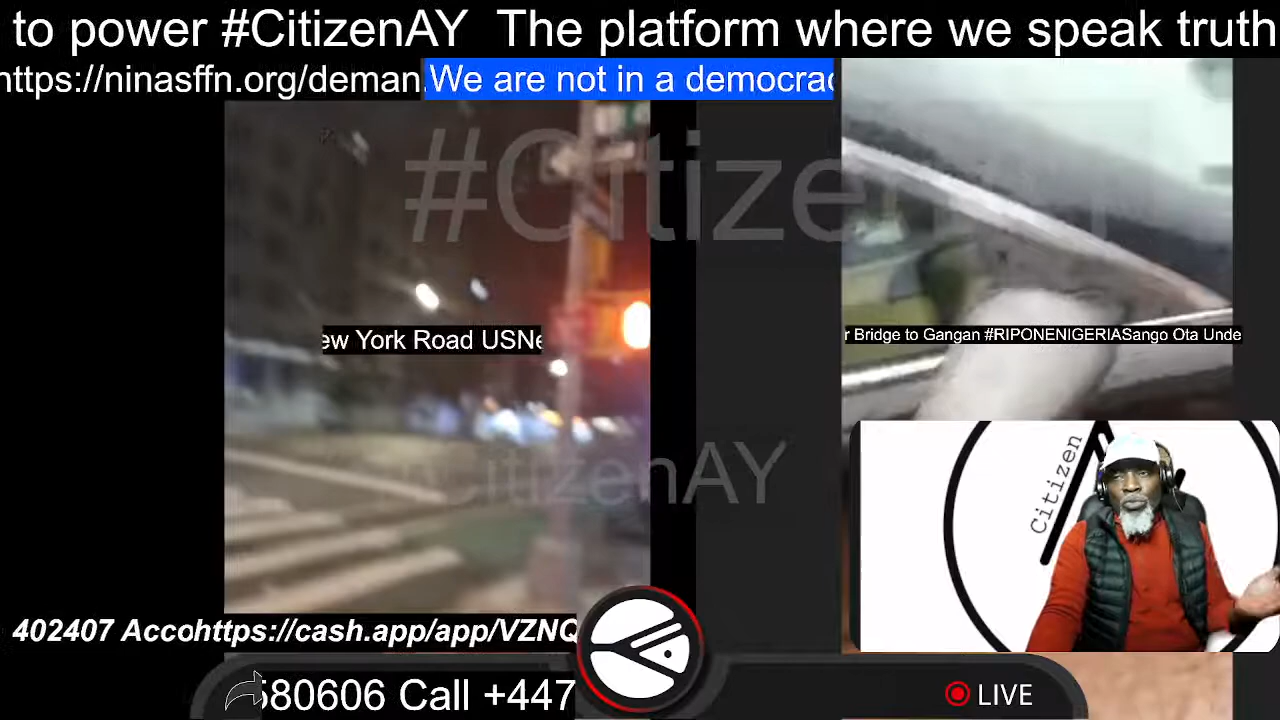 to power #CitizenAY  The platform where we speak truth
https://ninasffn.org/deman
We are not in a democrac
#Citizen
ew York Road USNe
r Bridge to Gangan #RIPONENIGERIASango Ota Unde
CitizenAY
Citizen
402407 Accohttps://cash.app/app/VZNQ
580606 Call +447
LIVE